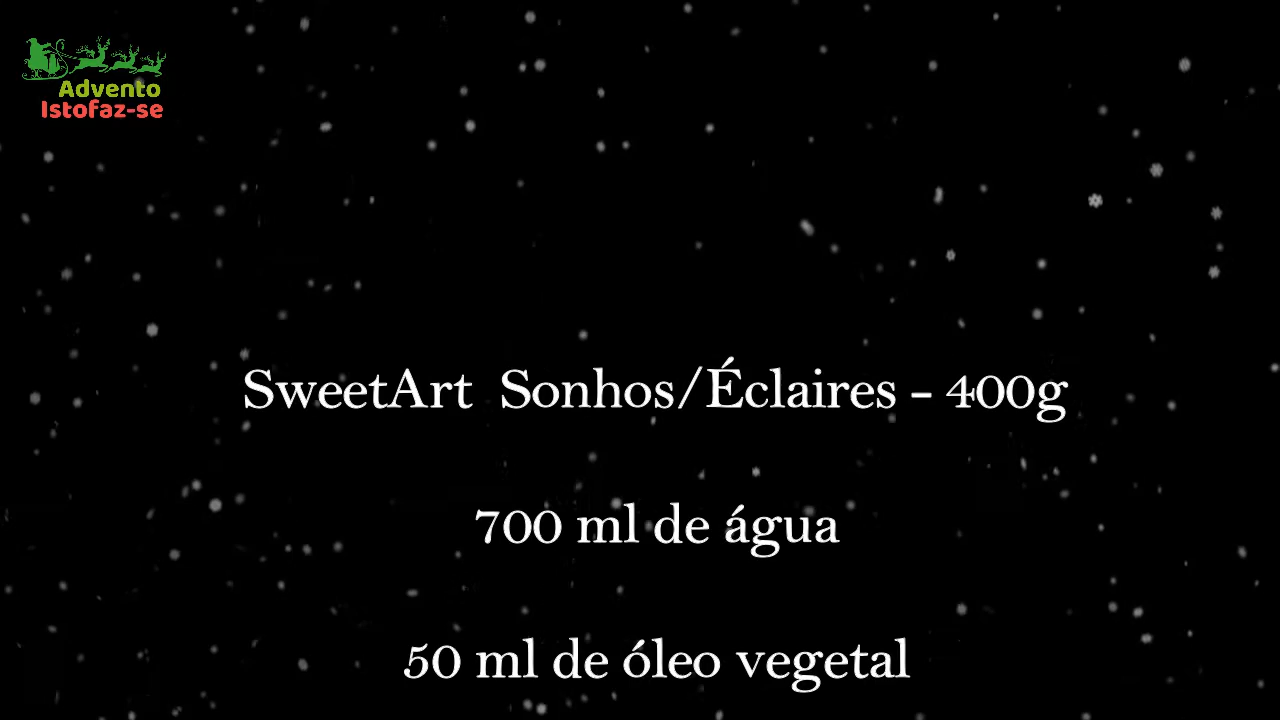 Advento
Istofaz-se
SweetArt Sonhos/Éclaires - 400g
700 ml de água
50 ml de óleo vegetal